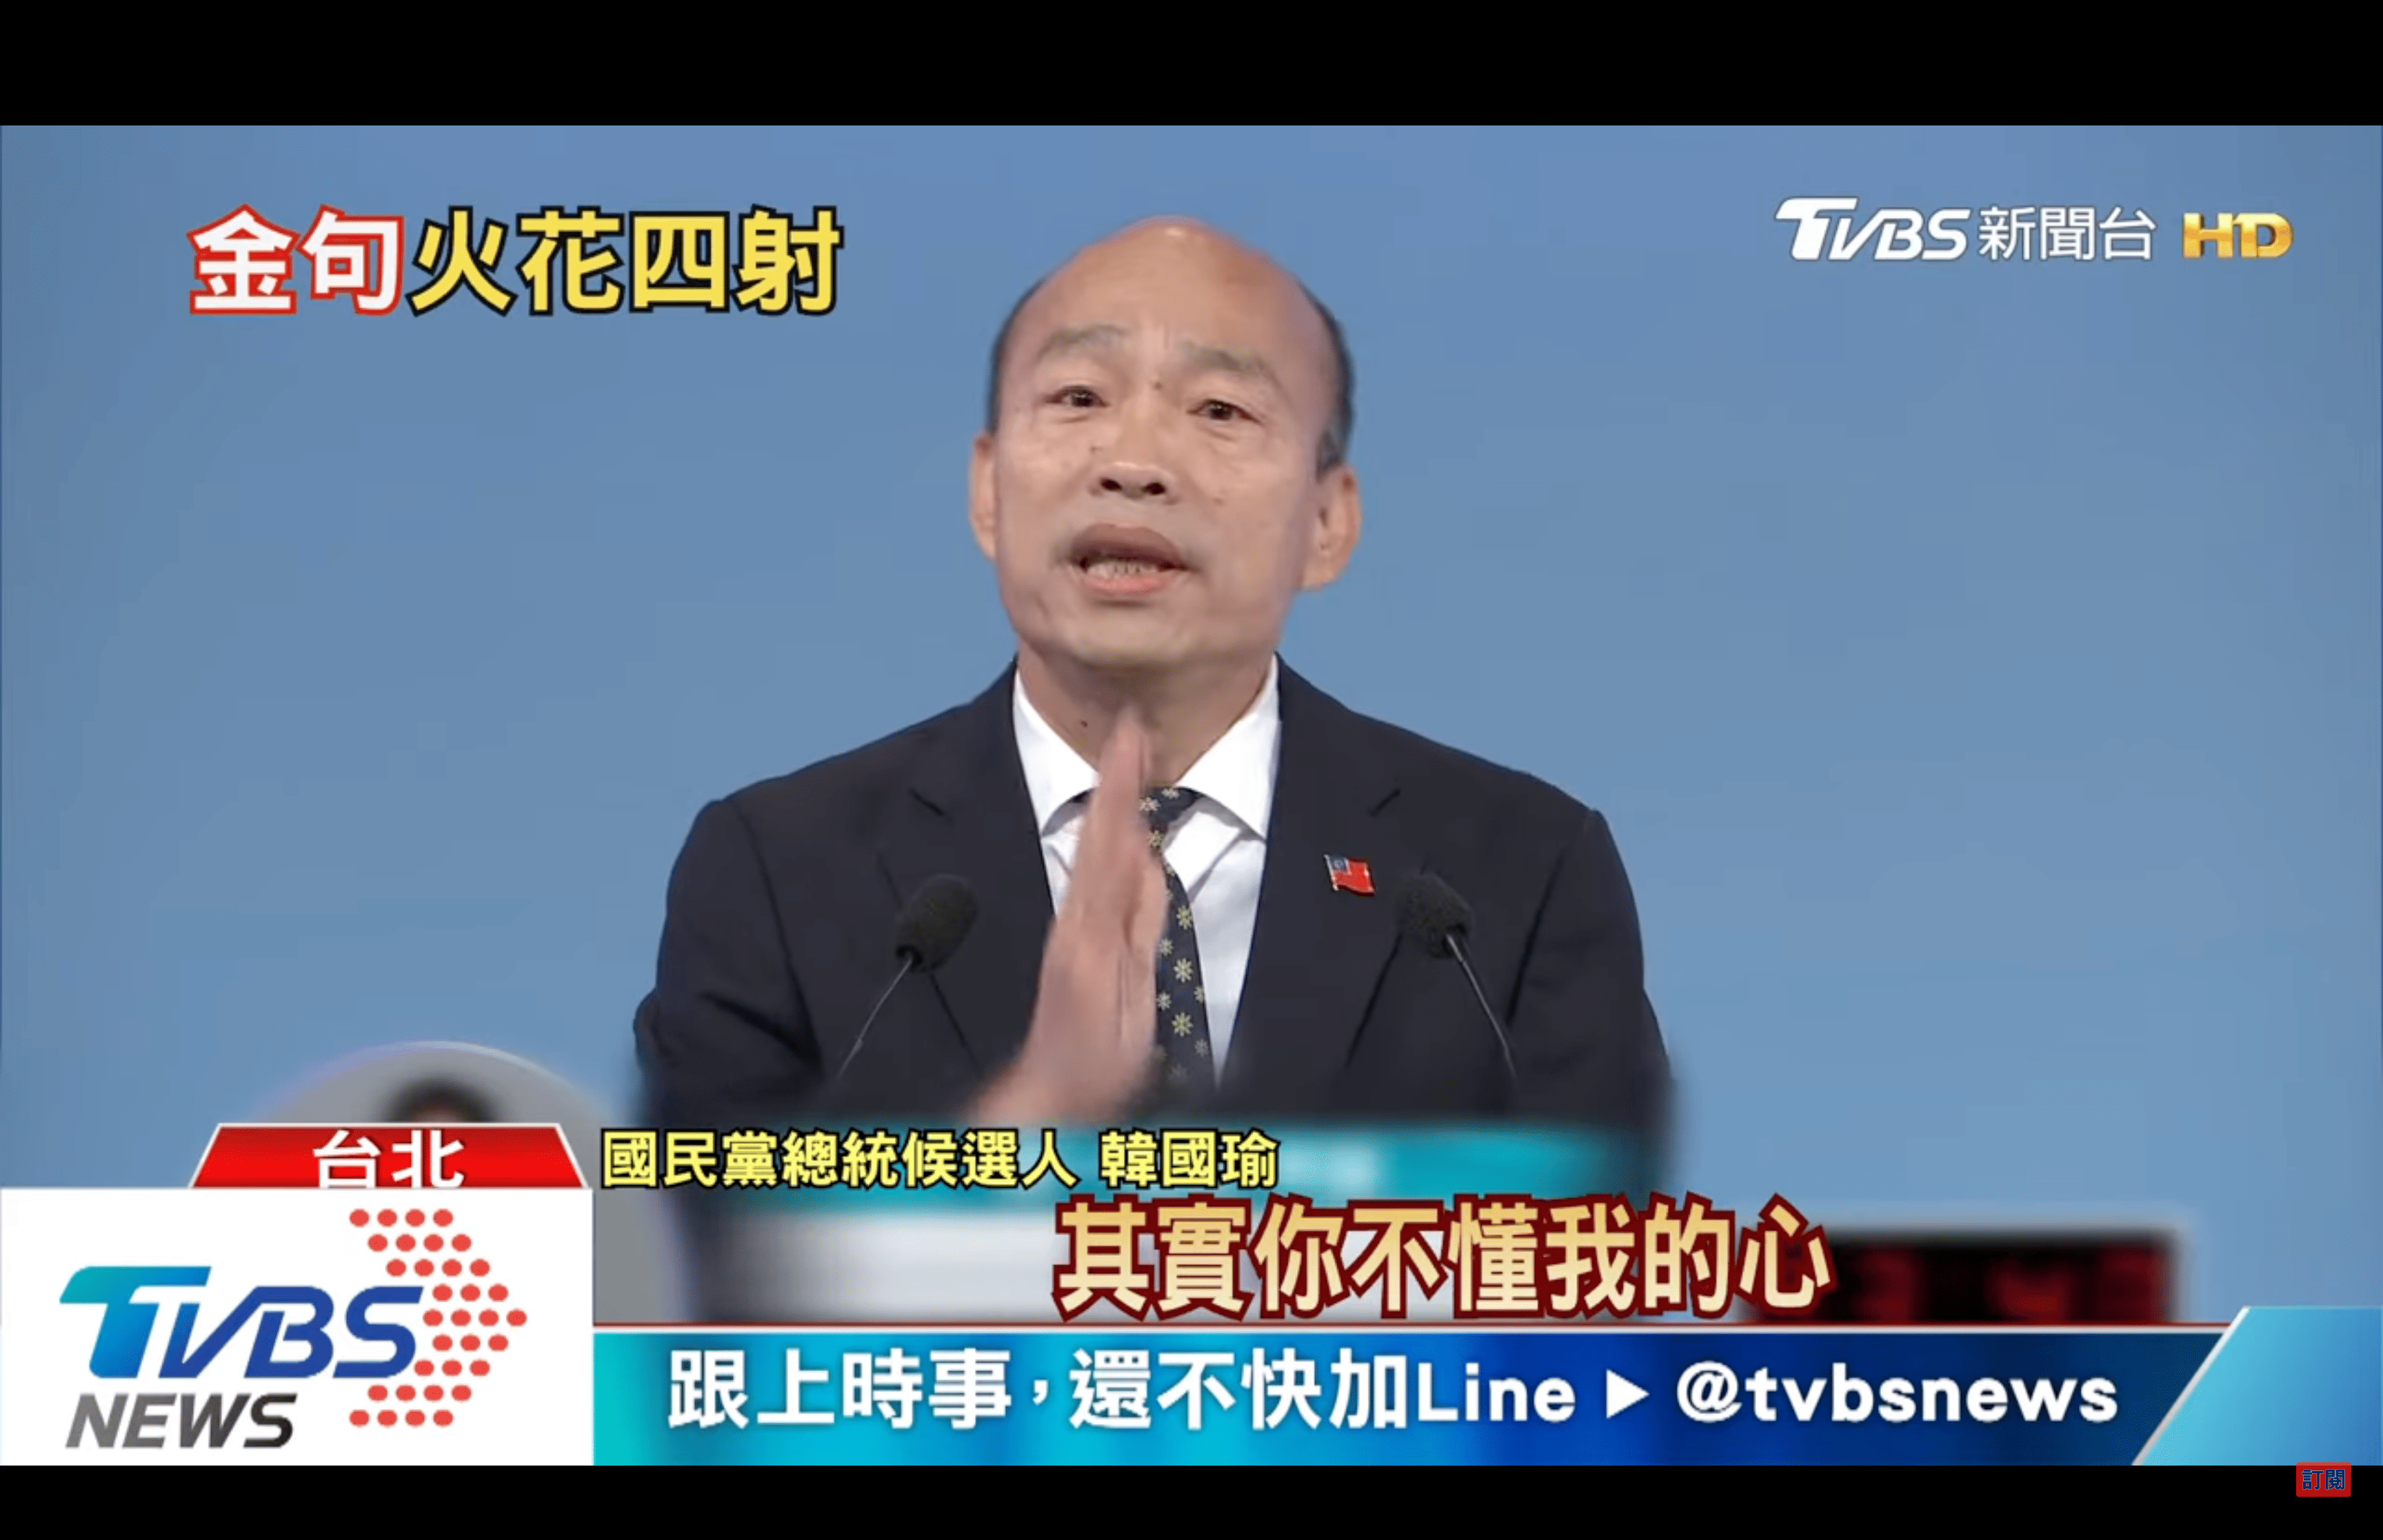 金句火花四射
TVBS新聞台 HD
台北
國民黨總統候選人 韓國瑜
其實你不懂我的心
TVBS
NEWS
跟上時事，還不快加Line ▶ @tvbsnews
訂閱